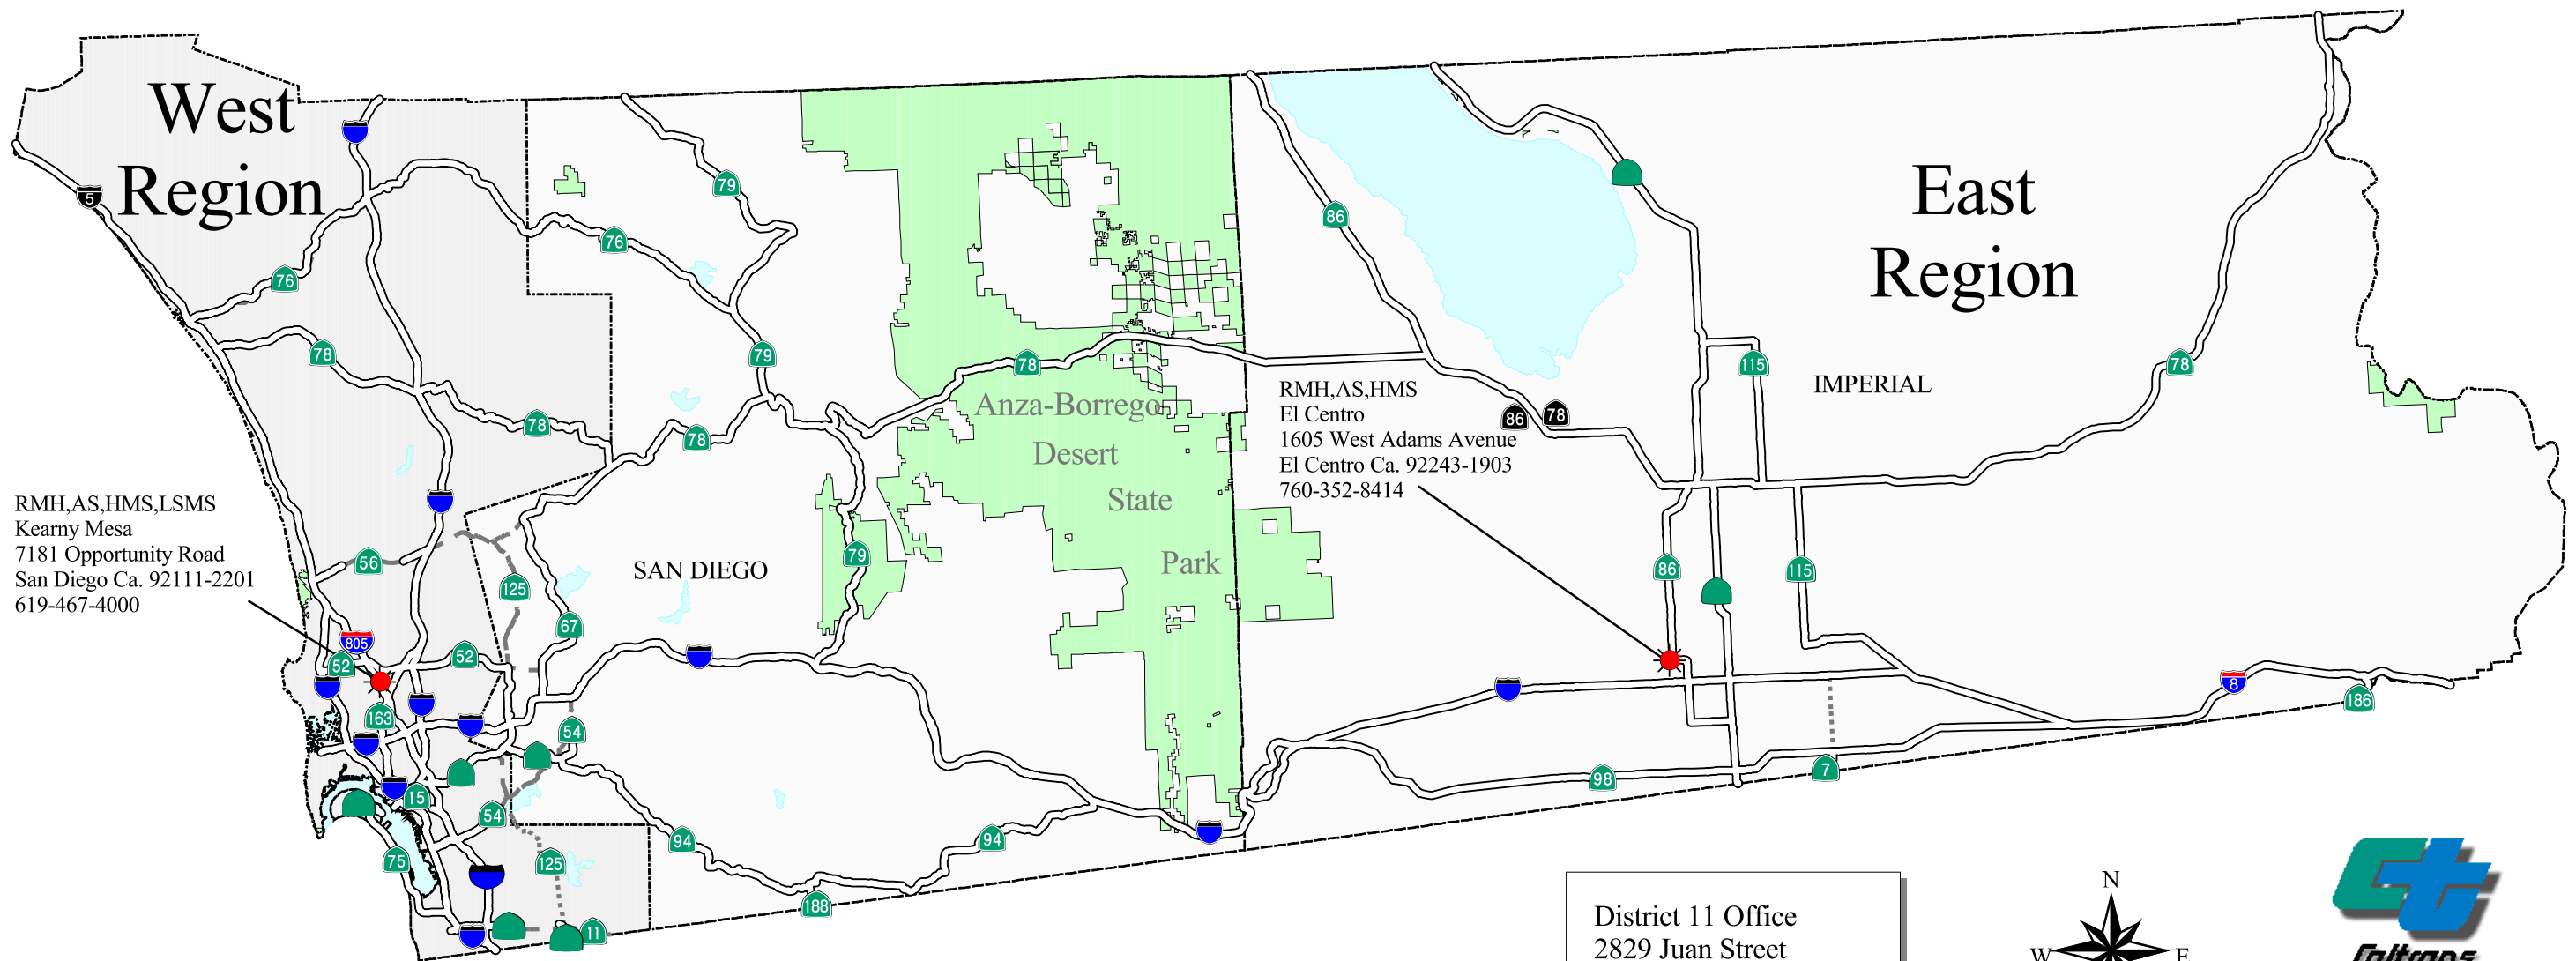 West
Region
East
Region
5
76
76
79
79
78
78
78
78
86
86
78
115
78
IMPERIAL
Anza-Borrego
Desert
State
Park
RMH,AS,HMS
El Centro
1605 West Adams Avenue
El Centro Ca. 92243-1903
760-352-8414
RMH,AS,HMS,LSMS
Kearny Mesa
7181 Opportunity Road
San Diego Ca. 92111-2201
619-467-4000
SAN DIEGO
56
125
79
67
86
115
805
52
52
163
54
8
186
15
54
94
94
98
7
75
125
188
11
District 11 Office
2829 Juan Street
N
W
E
Caltrans